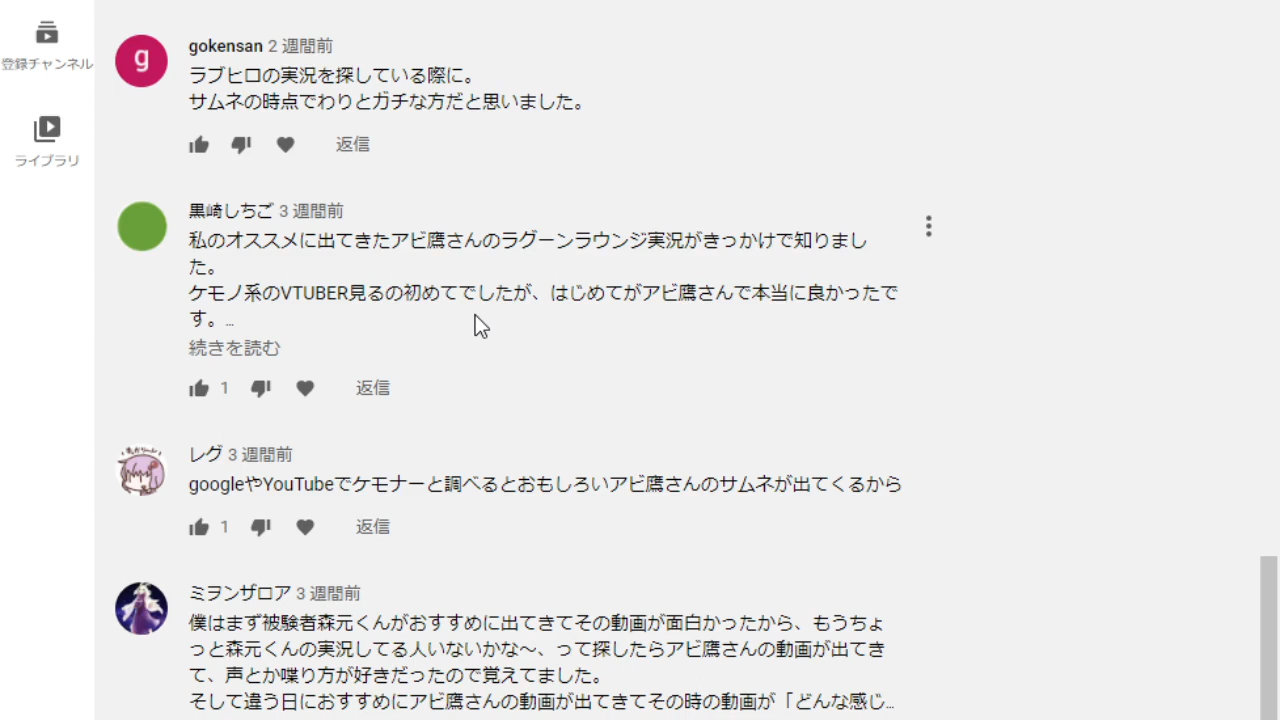 登録チャンネル
ライブラリ
g
gokensan 2 週間前
ラブヒロの実況を探している際に。
サムネの時点でわりとガチな方だと思いました。
返信
黒崎しちご 3 週間前
私のオススメに出てきたアビ鷹さんのラグーンラウンジ実況がきっかけで知りまし
た。
ケモノ系のVTUBER見るの初めてでしたが、はじめてがアビ鷹さんで本当に良かったで
す。...
続きを読む
1 返信
レグ 3 週間前
googleやYouTubeでケモナーと調べるとおもしろいアビ鷹さんのサムネが出てくるから
1 返信
ミヲンザロア 3 週間前
僕はまず被験者森元くんがおすすめに出てきてその動画が面白かったから、もうちょ
っと森元くんの実況してる人いないかな〜、って探したらアビ鷹さんの動画が出てき
て、声とか喋り方が好きだったので覚えてました。
そして違う日におすすめにアビ鷹さんの動画が出てきてその時の動画が「どんな感じ...